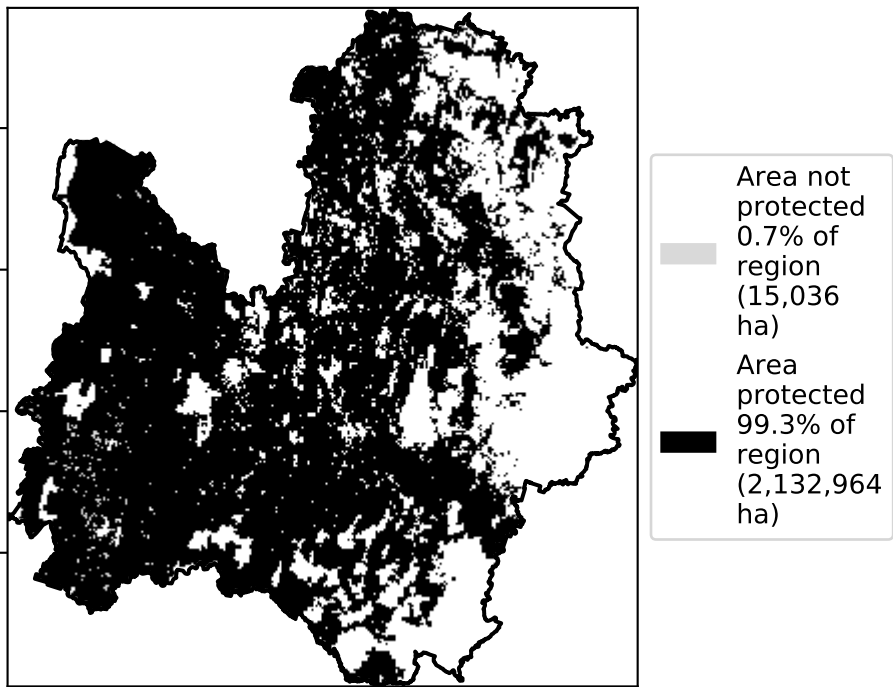 Area not
protected
0.7% of
region
(15,036
ha)
Area
protected
99.3% of
region
(2,132,964
ha)